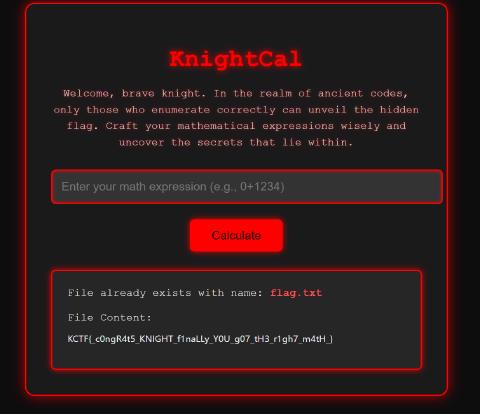 KnightCal
Welcome, brave knight. In the realm of ancient codes,
only those who enumerate correctly can unveil the hidden
flag. Craft your mathematical expressions wisely and
uncover the secrets that lie within.
Enter your math expression (e.g., 0+1234)
Calculate
File already exists with name: flag.txt
File Content:
KCTF{_c0ngR4t5_KNIGHT_f1naLLy_Y0U_g07_tH3_r1gh7_m4tH_}